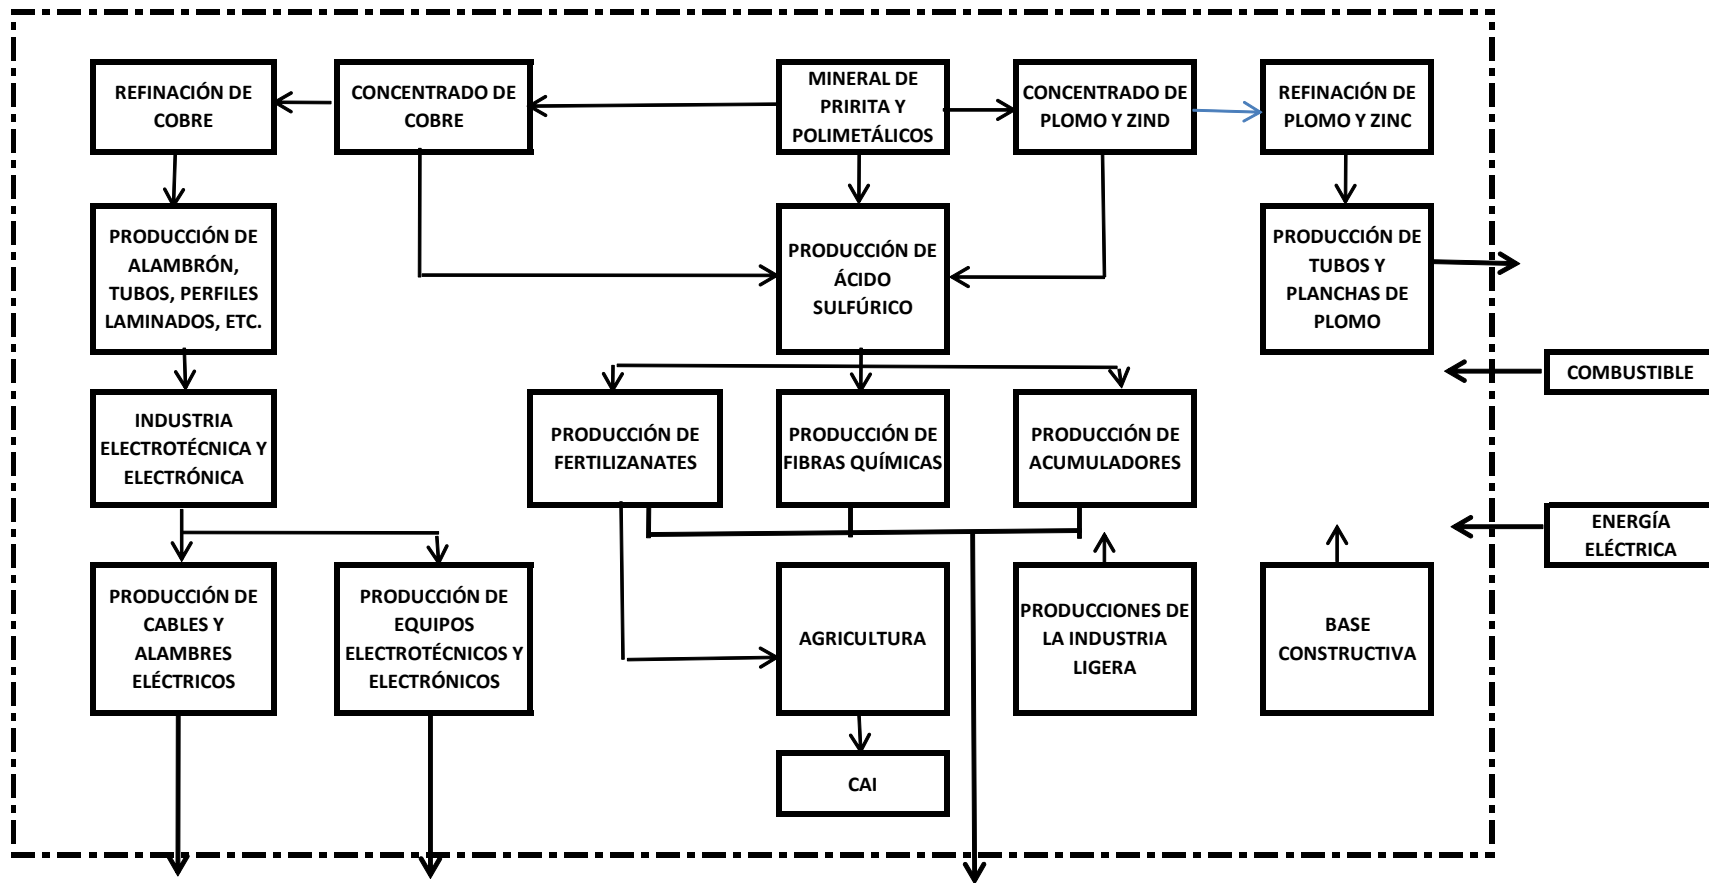 REFINACIÓN DE
COBRE
CONCENTRADO DE
COBRE
MINERAL DE
PRIRITA Y
POLIMETÁLICOS
CONCENTRADO DE
PLOMO Y ZIND
REFINACIÓN DE
PLOMO Y ZINC
PRODUCCIÓN DE
ALAMBRÓN,
TUBOS, PERFILES
LAMINADOS, ETC.
PRODUCCIÓN DE
ÁCIDO
SULFÚRICO
PRODUCCIÓN DE
TUBOS Y
PLANCHAS DE
PLOMO
COMBUSTIBLE
INDUSTRIA
ELECTROTÉCNICA Y
ELECTRÓNICA
PRODUCCIÓN DE
FERTILIZANATES
PRODUCCIÓN DE
FIBRAS QUÍMICAS
PRODUCCIÓN DE
ACUMULADORES
ENERGÍA
ELÉCTRICA
PRODUCCIÓN DE
CABLES Y
ALAMBRES
ELÉCTRICOS
PRODUCCIÓN DE
EQUIPOS
ELECTROTÉCNICOS Y
ELECTRÓNICOS
AGRICULTURA
PRODUCCIONES DE
LA INDUSTRIA
LIGERA
BASE
CONSTRUCTIVA
CAI